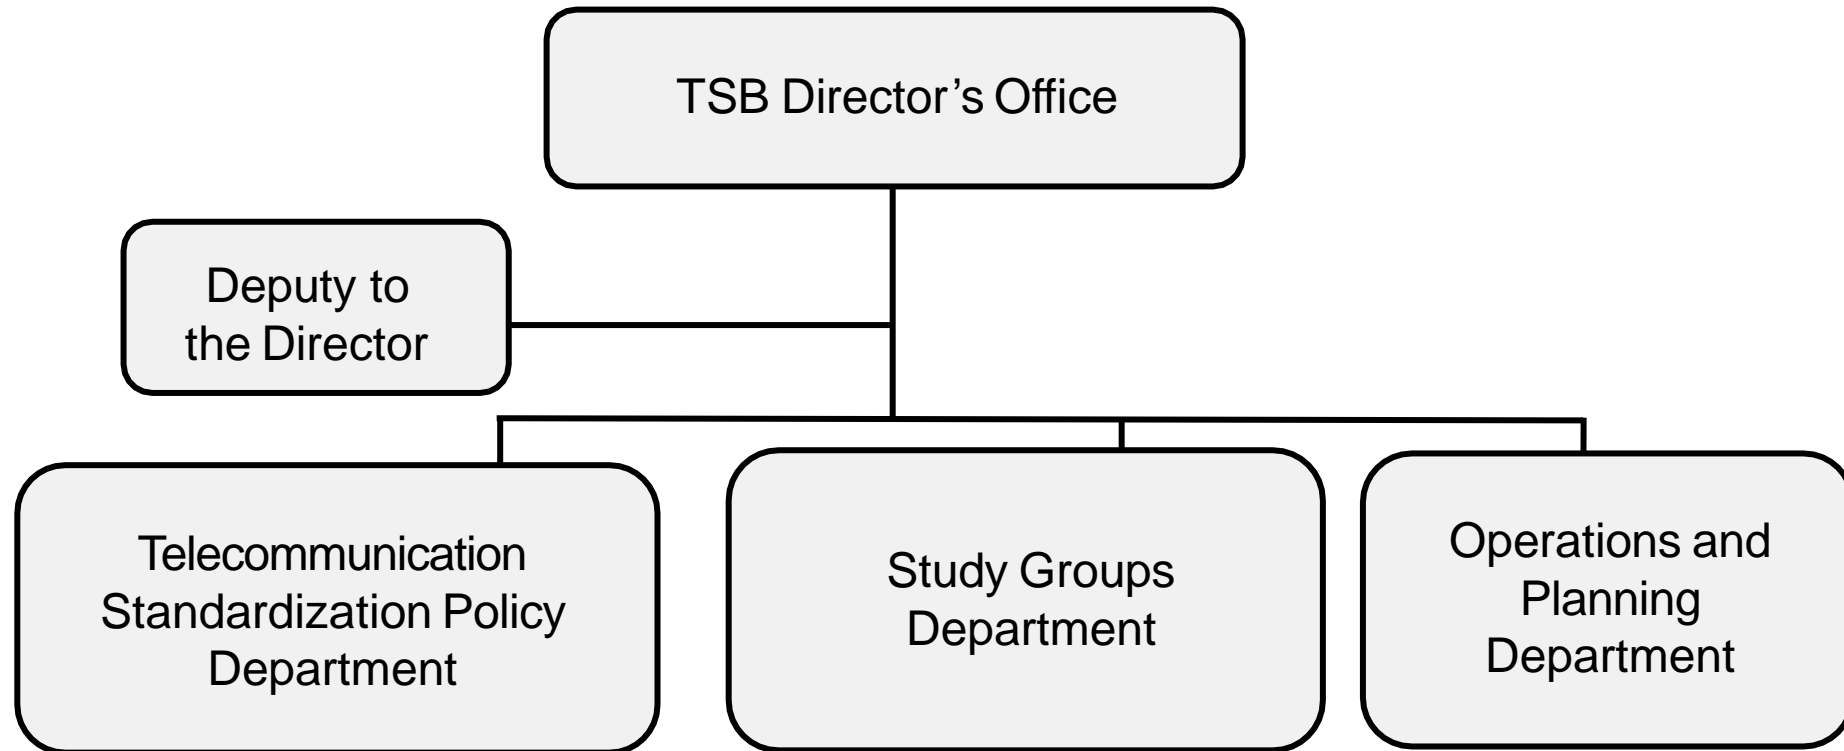 TSB Director’s Office
Deputy to
the Director
Telecommunication
Standardization Policy
Department
Study Groups
Department
Operations and
Planning
Department